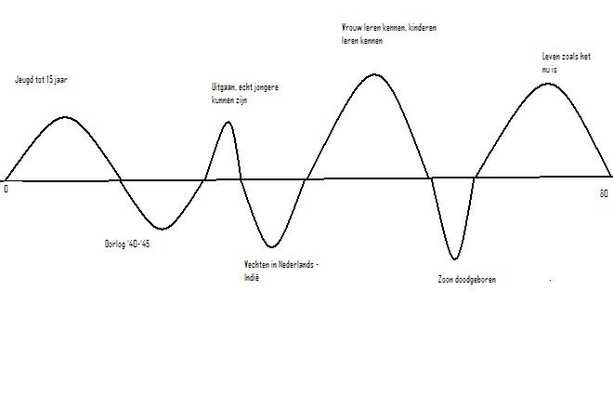 Vrouw leren kennen, kinderen
leren kennen
Leven zoals het
nu is
Jeugd tot 15 jaar
Uitgaan, echt jongere
kunnen zijn
0
80
Oorlog '40-'45
Vechten in Nederlands -
Indië
Zoon doodgeboren